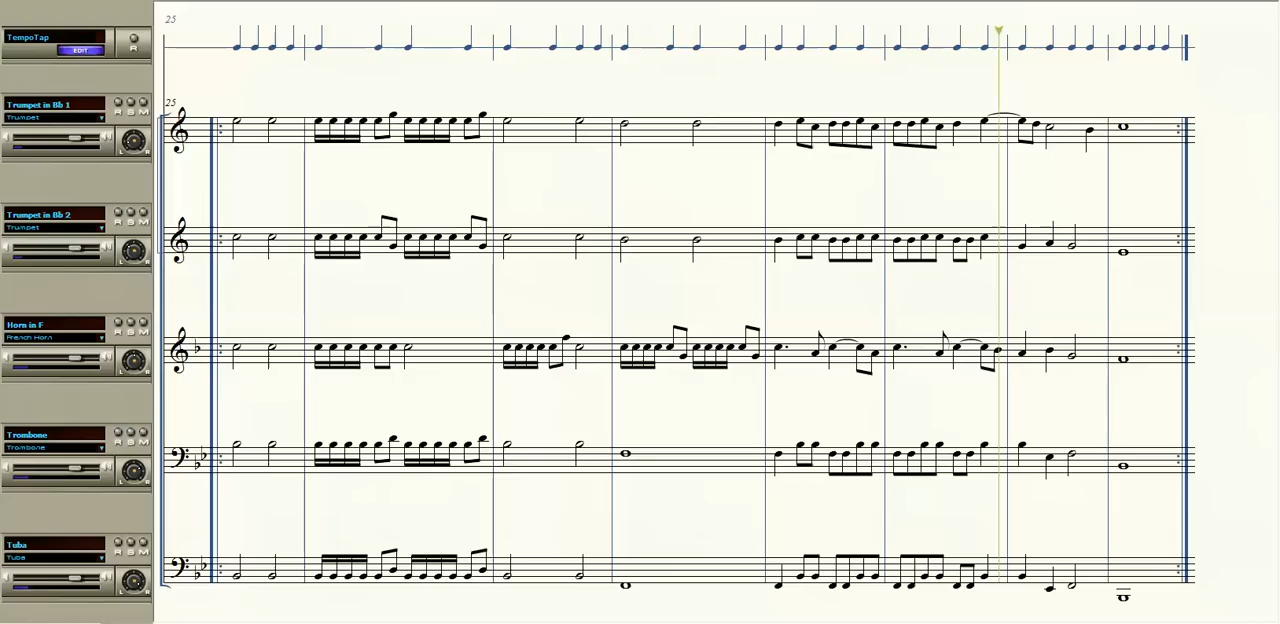 25
TempoTap
EDIT
R
25
Trumpet in Bb 1
R S M
Trumpet
L R
Trumpet in Bb 2
R S M
Trumpet
L R
Horn in F
R S M
French Horn
L R
Trombone
R S M
Trombone
L R
Tuba
R S M
Tuba
L R